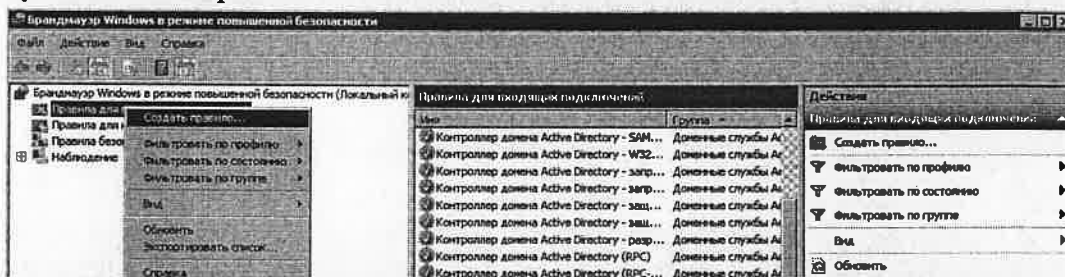 Брандмауэр Windows в режиме повышенной безопасности
Файл Действие Вид Справка
Брандмауэр Windows в режиме повышенной безопасности (Локальный к
Правила для
Правила для
Правила безо
Наблюдение
Создать правило...
Фильтровать по профилю
Фильтровать по состоянию
Фильтровать по группе
Вид
Обновить
Экспортировать список...
Справка
Правила для входящих подключений
Имя Группа
Контроллер домена Active Directory - SAM... Доменные службы Ac
Контроллер домена Active Directory - W32... Доменные службы Ac
Контроллер домена Active Directory - запр... Доменные службы Ac
Контроллер домена Active Directory - запр... Доменные службы Ac
Контроллер домена Active Directory - защ... Доменные службы Ac
Контроллер домена Active Directory - защ... Доменные службы Ac
Контроллер домена Active Directory - разр... Доменные службы Ac
Контроллер домена Active Directory (RPC) Доменные службы Ac
Контроллер домена Active Directory (RPC-... Доменные службы Ac
Действия
Правила для входящих подключений
Создать правило...
Фильтровать по профилю
Фильтровать по состоянию
Фильтровать по группе
Вид
Обновить